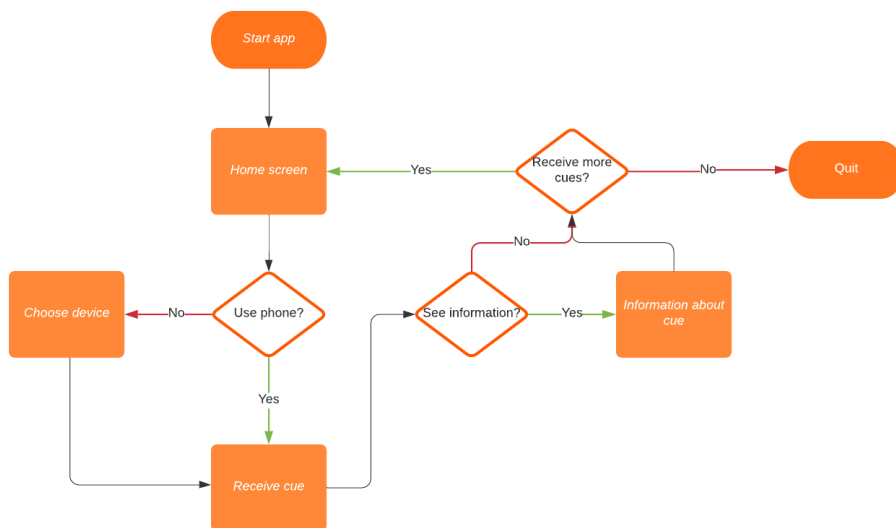 Start app
Home screen
Yes
Receive more
cues?
No
Quit
No
Choose device
No
Use phone?
See information?
Yes
Information about
cue
Yes
Receive cue